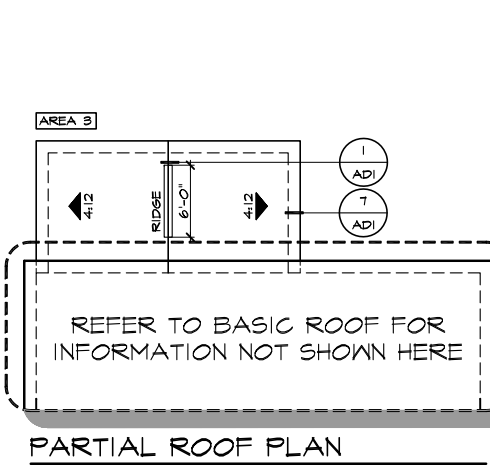 AREA 3
1
AD1
4:12
RIDGE
6'-0"
4:12
7
AD1
REFER TO BASIC ROOF FOR
INFORMATION NOT SHOWN HERE
PARTIAL ROOF PLAN